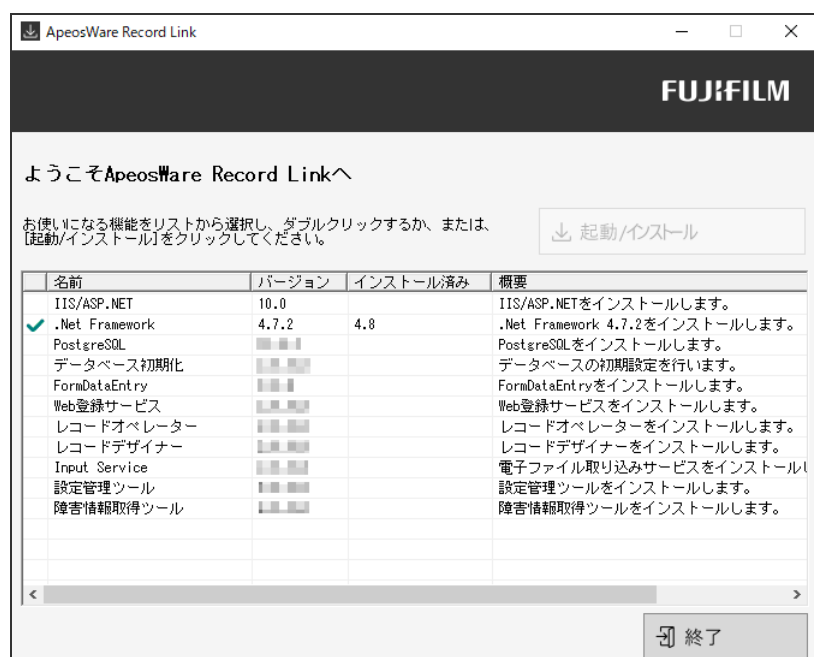 ApeosWare Record Link
FUJIFILM
ようこそApeosWare Record Linkへ
お使いになる機能をリストから選択し、ダブルクリックするか、または、
[起動/インストール]をクリックしてください。
起動/インストール
名前 バージョン インストール済み 概要
IIS/ASP.NET 10.0 IIS/ASP.NETをインストールします。
.Net Framework 4.7.2 4.8 .Net Framework 4.7.2をインストールします。
PostgreSQL PostgreSQLをインストールします。
データベース初期化 データベースの初期設定を行います。
FormDataEntry FormDataEntryをインストールします。
Web登録サービス Web登録サービスをインストールします。
レコードオペレーター レコードオペレーターをインストールします。
レコードデザイナー レコードデザイナーをインストールします。
Input Service 電子ファイル取り込みサービスをインストールし
設定管理ツール 設定管理ツールをインストールします。
障害情報取得ツール 障害情報取得ツールをインストールします。
終了